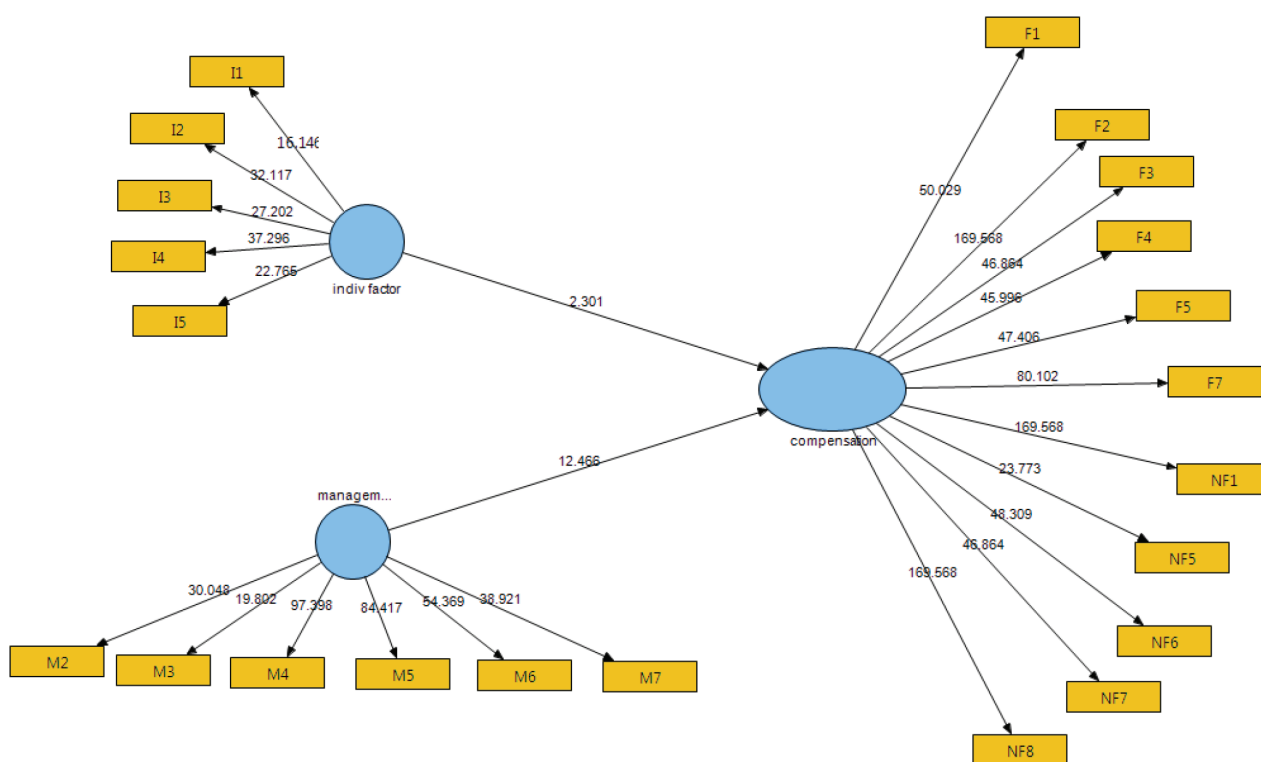 F1
I1
I2
F2
16.146
F3
32.117
I3
50.029
27.202
F4
169.568
37.296
I4
46.864
22.765
indiv factor
45.996
I5
2.301
F5
47.406
80.102
F7
compensation
169.568
12.466
23.773
NF1
managem...
48.309
46.864
NF5
169.568
30.048
19.802
97.398
84.417
54.369
38.921
NF6
M2
M3
M4
M5
M6
M7
NF7
NF8